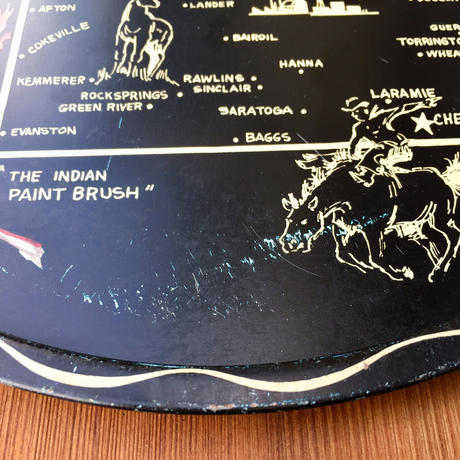 AFTON
LANDER
COKEVILLE
BAIROIL
GUER
TORRINGTO
WHEA
HANNA
KEMMERER
RAWLINS
SINCLAIR
ROCKSPRINGS
GREEN RIVER
LARAMIE
SARATOGA
CHE
EVANSTON
BAGGS
"THE INDIAN
PAINT BRUSH"